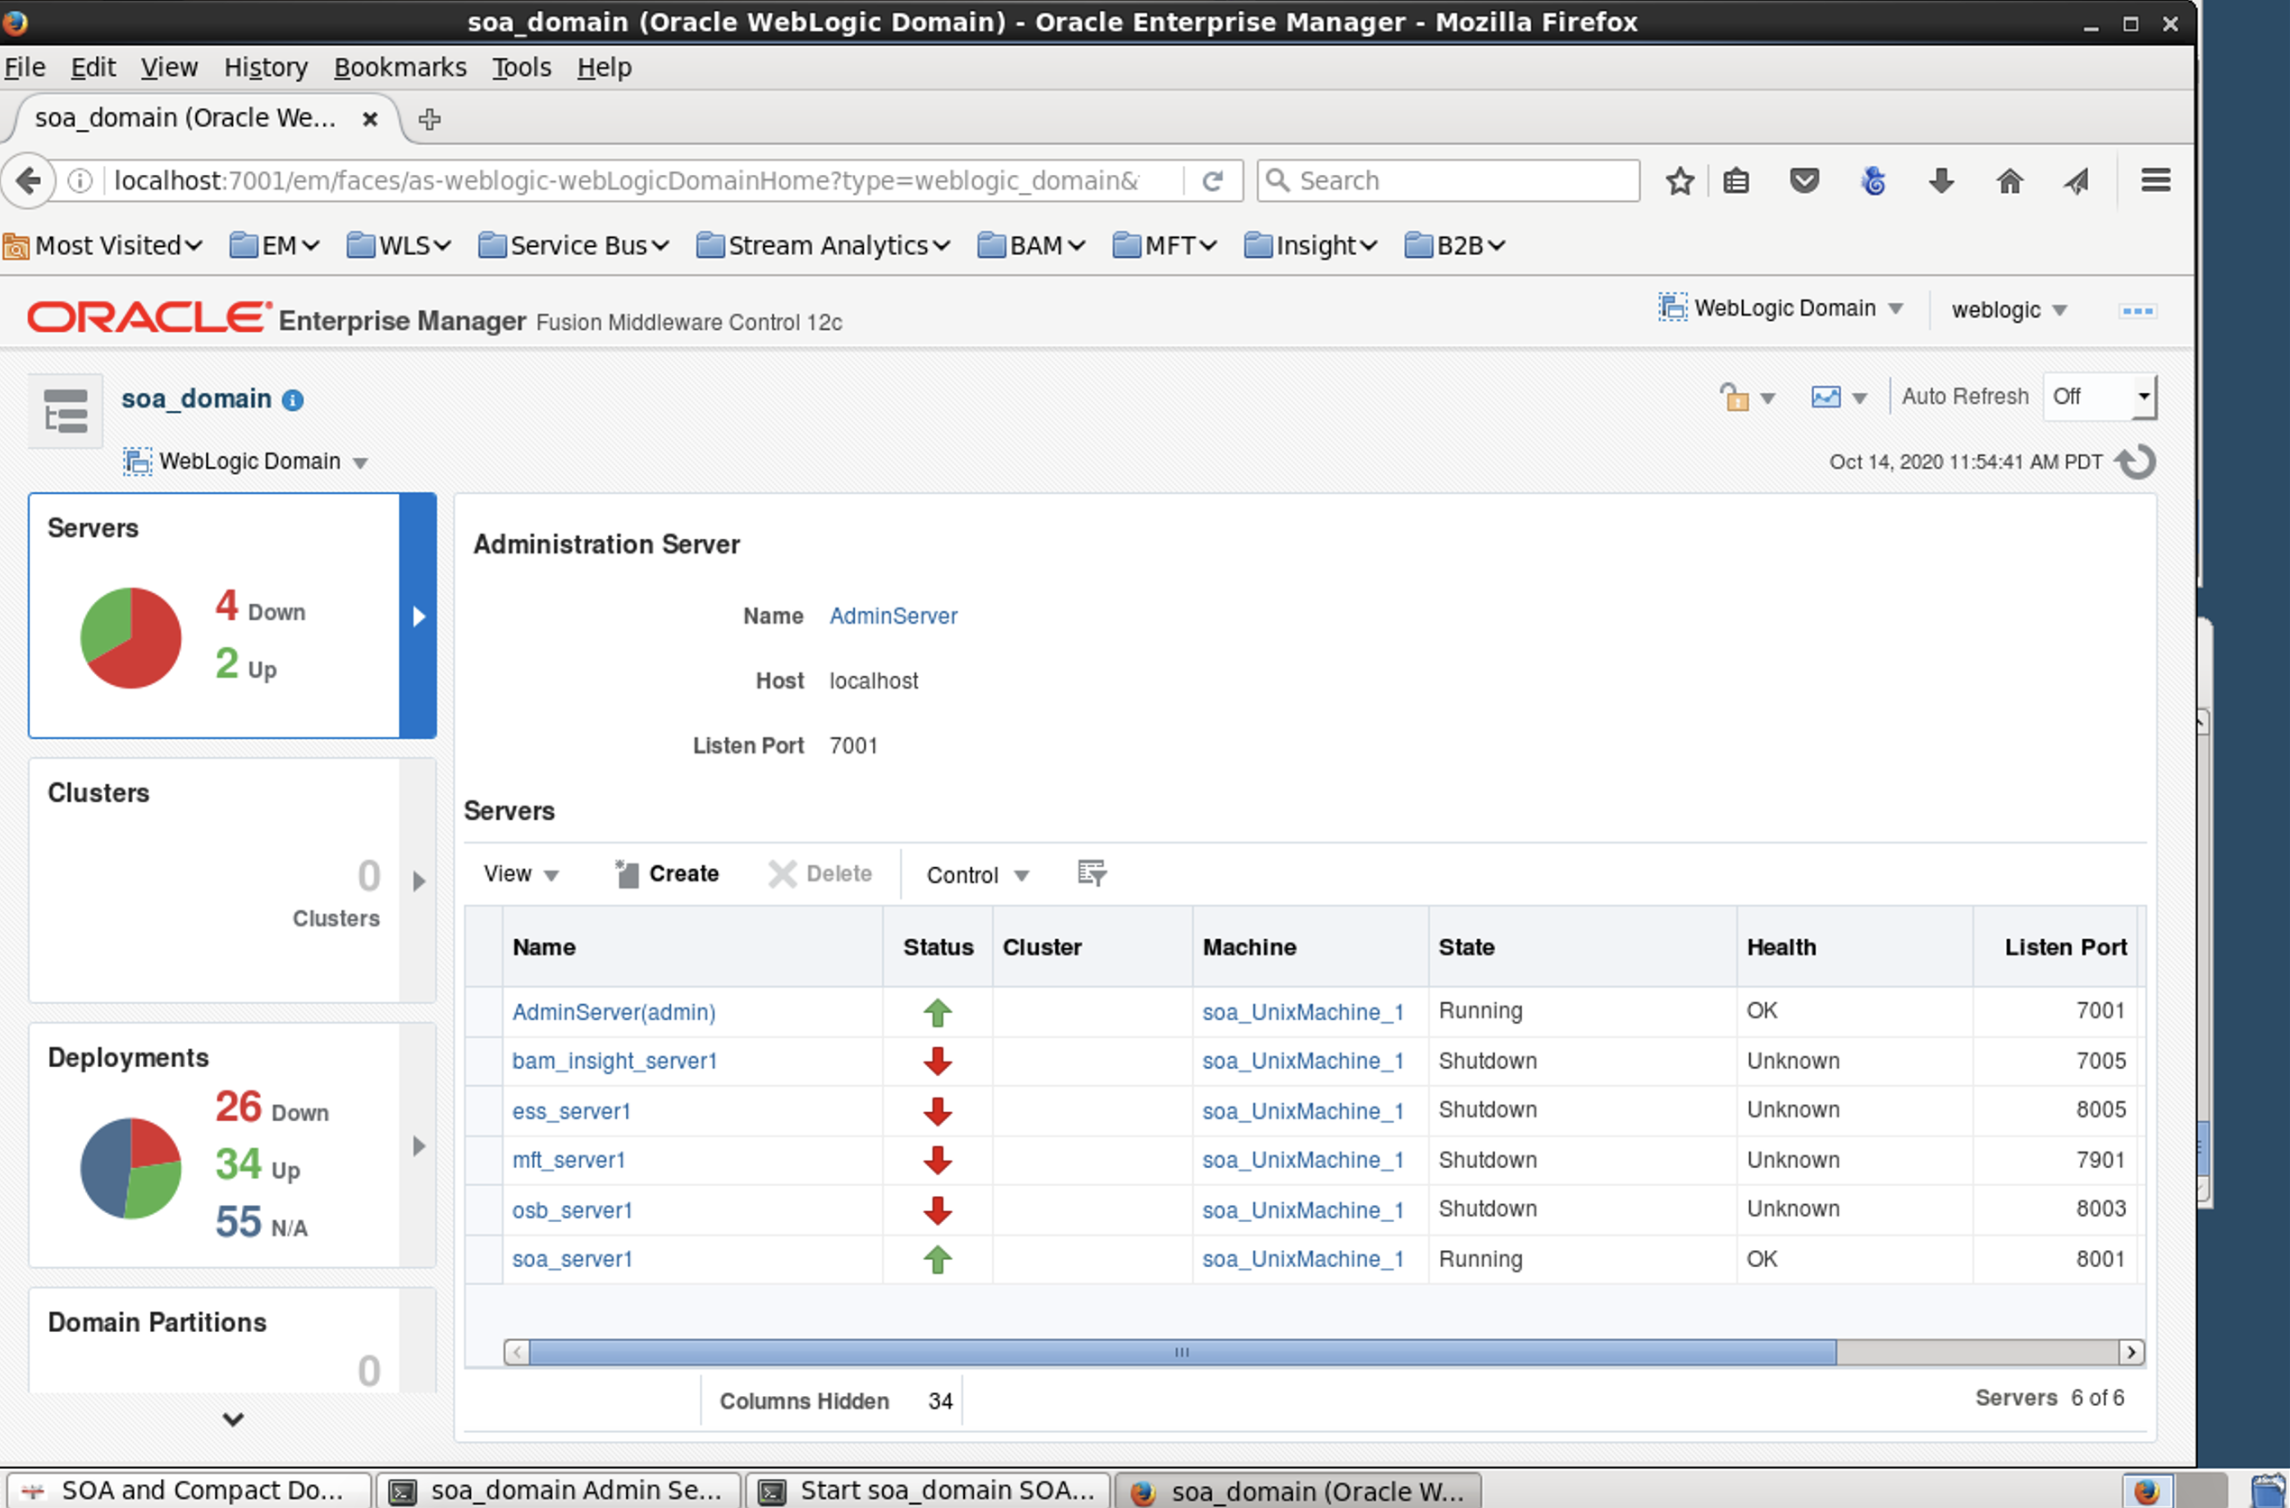 soa_domain (Oracle WebLogic Domain) - Oracle Enterprise Manager - Mozilla Firefox
File Edit View History Bookmarks Tools Help
soa_domain (Oracle We...
localhost:7001/em/faces/as-weblogic-webLogicDomainHome?type=weblogic_domain& Search
Most Visited EM WLS Service Bus Stream Analytics BAM MFT Insight B2B
ORACLE Enterprise Manager Fusion Middleware Control 12c WebLogic Domain weblogic
soa_domain Auto Refresh Off
WebLogic Domain Oct 14, 2020 11:54:41 AM PDT
Servers
4 Down
2 Up
Clusters
0
Clusters
Deployments
26 Down
34 Up
55 N/A
Domain Partitions
0
Administration Server
Name AdminServer
Host localhost
Listen Port 7001
Servers
View Create Delete Control
Name Status Cluster Machine State Health Listen Port
AdminServer(admin) soa_UnixMachine_1 Running OK 7001
bam_insight_server1 soa_UnixMachine_1 Shutdown Unknown 7005
ess_server1 soa_UnixMachine_1 Shutdown Unknown 8005
mft_server1 soa_UnixMachine_1 Shutdown Unknown 7901
osb_server1 soa_UnixMachine_1 Shutdown Unknown 8003
soa_server1 soa_UnixMachine_1 Running OK 8001
Columns Hidden 34 Servers 6 of 6
SOA and Compact Do... soa_domain Admin Se... Start soa_domain SOA... soa_domain (Oracle W...